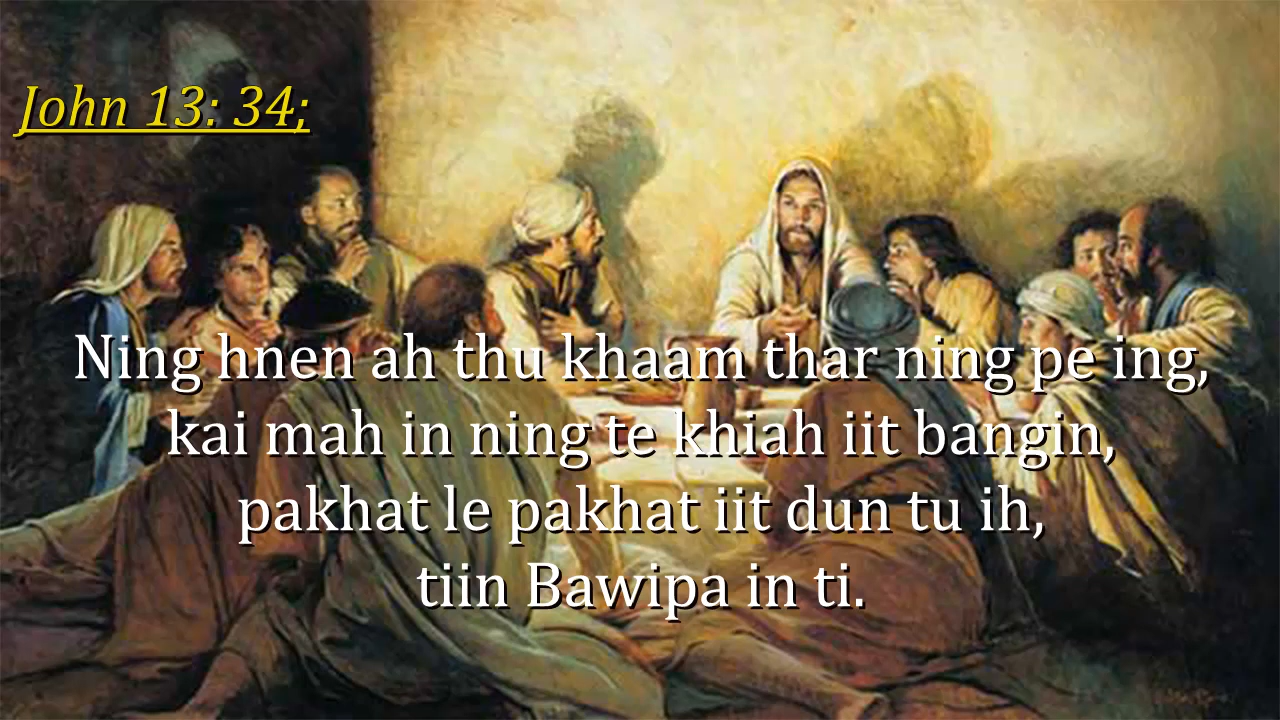 John 13: 34;
Ning hnen ah thu khaam thar ning pe ing,
kai mah in ning te khiah iit bangin,
pakhat le pakhat iit dun tu ih,
tiin Bawipa in ti.